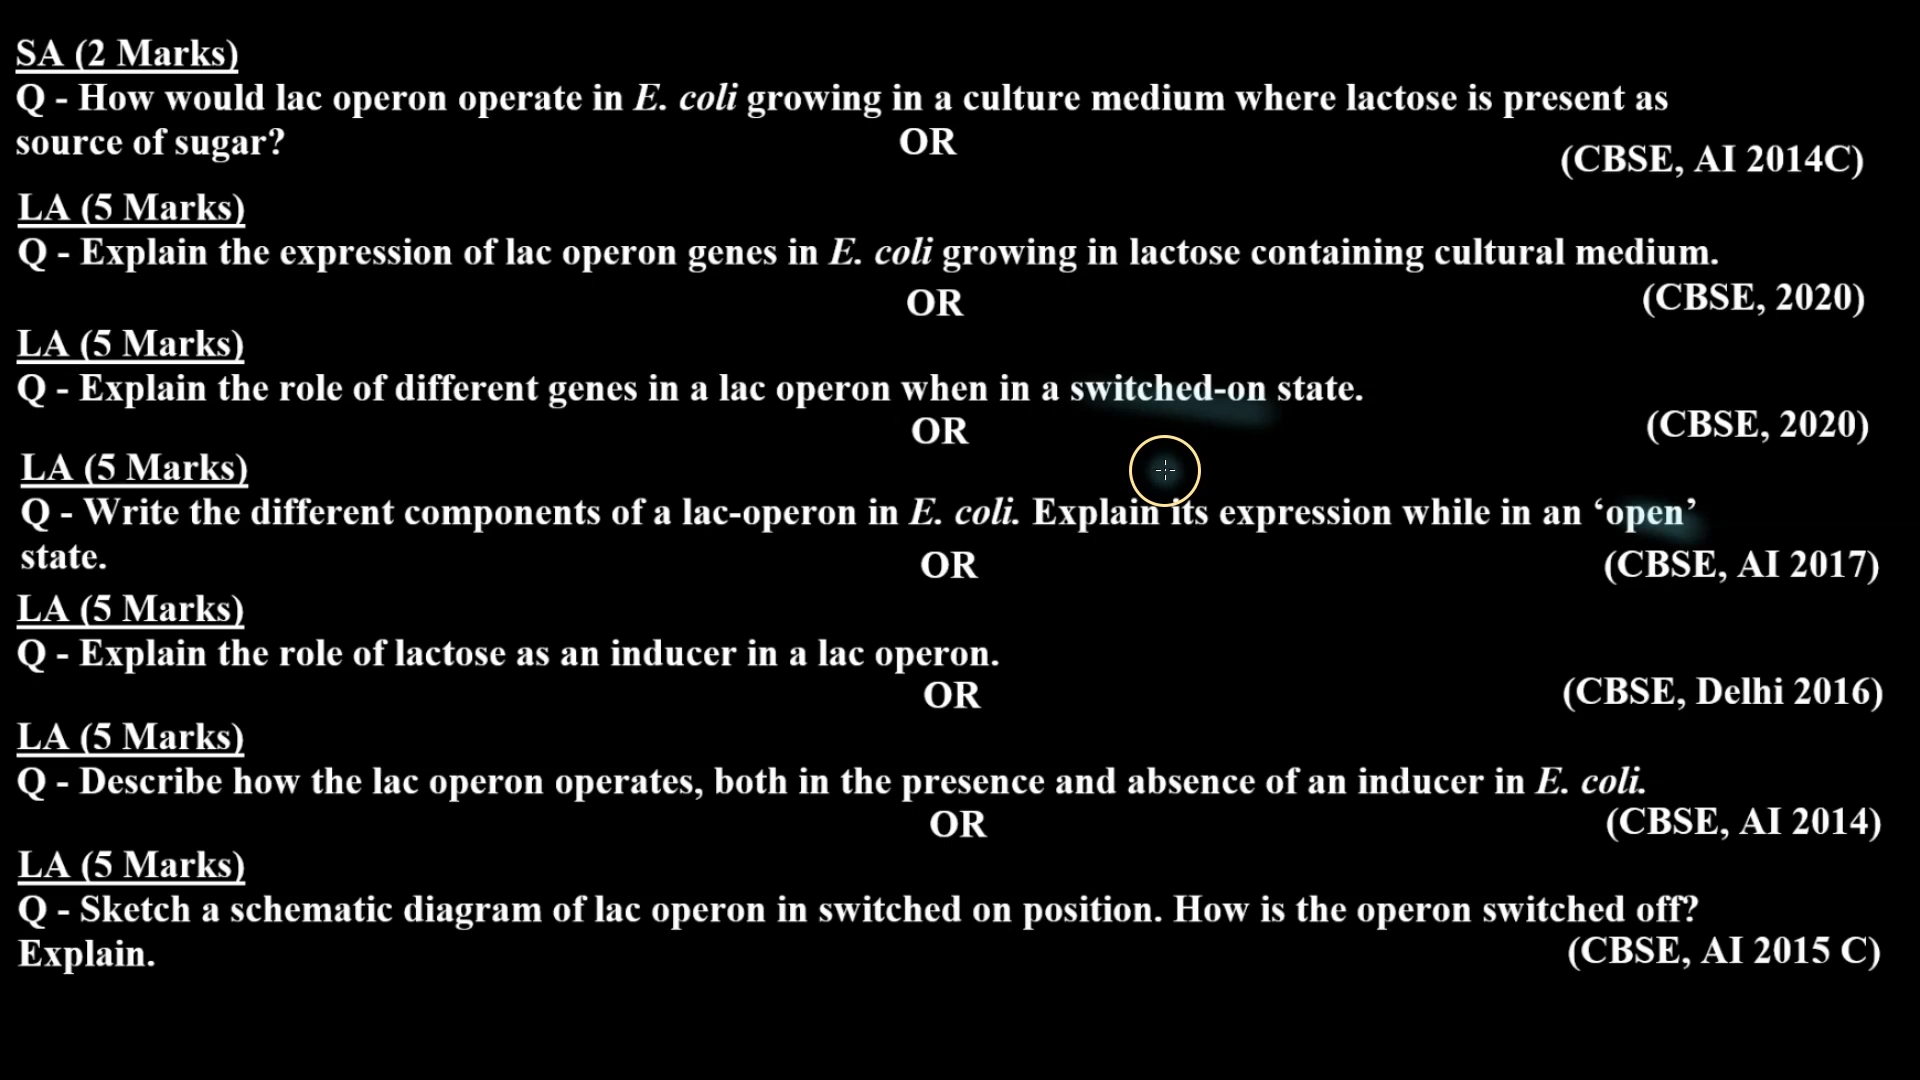 SA (2 Marks)
Q - How would lac operon operate in E. coli growing in a culture medium where lactose is present as
source of sugar?
OR
(CBSE, AI 2014C)
LA (5 Marks)
Q - Explain the expression of lac operon genes in E. coli growing in lactose containing cultural medium.
OR
(CBSE, 2020)
LA (5 Marks)
Q - Explain the role of different genes in a lac operon when in a switched-on state.
OR
(CBSE, 2020)
LA (5 Marks)
Q - Write the different components of a lac-operon in E. coli. Explain its expression while in an ‘open’
state.
OR
(CBSE, AI 2017)
LA (5 Marks)
Q - Explain the role of lactose as an inducer in a lac operon.
OR
(CBSE, Delhi 2016)
LA (5 Marks)
Q - Describe how the lac operon operates, both in the presence and absence of an inducer in E. coli.
OR
(CBSE, AI 2014)
LA (5 Marks)
Q - Sketch a schematic diagram of lac operon in switched on position. How is the operon switched off?
Explain.
(CBSE, AI 2015 C)